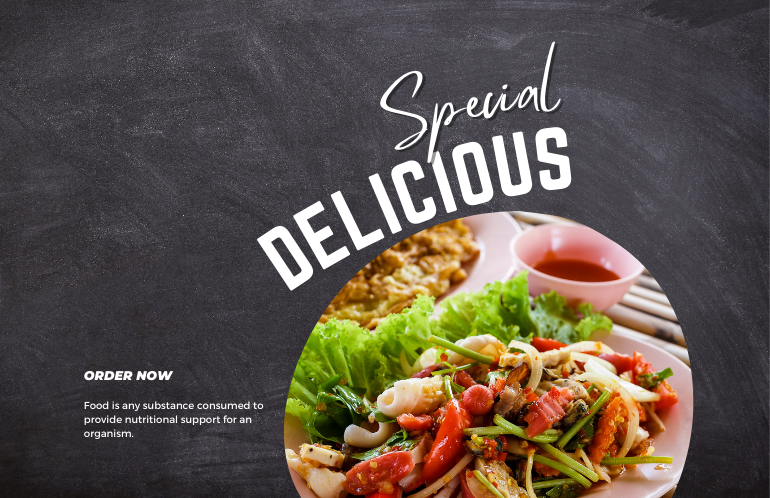 Special
DELICIOUS
ORDER NOW
Food is any substance consumed to
provide nutritional support for an
organism.